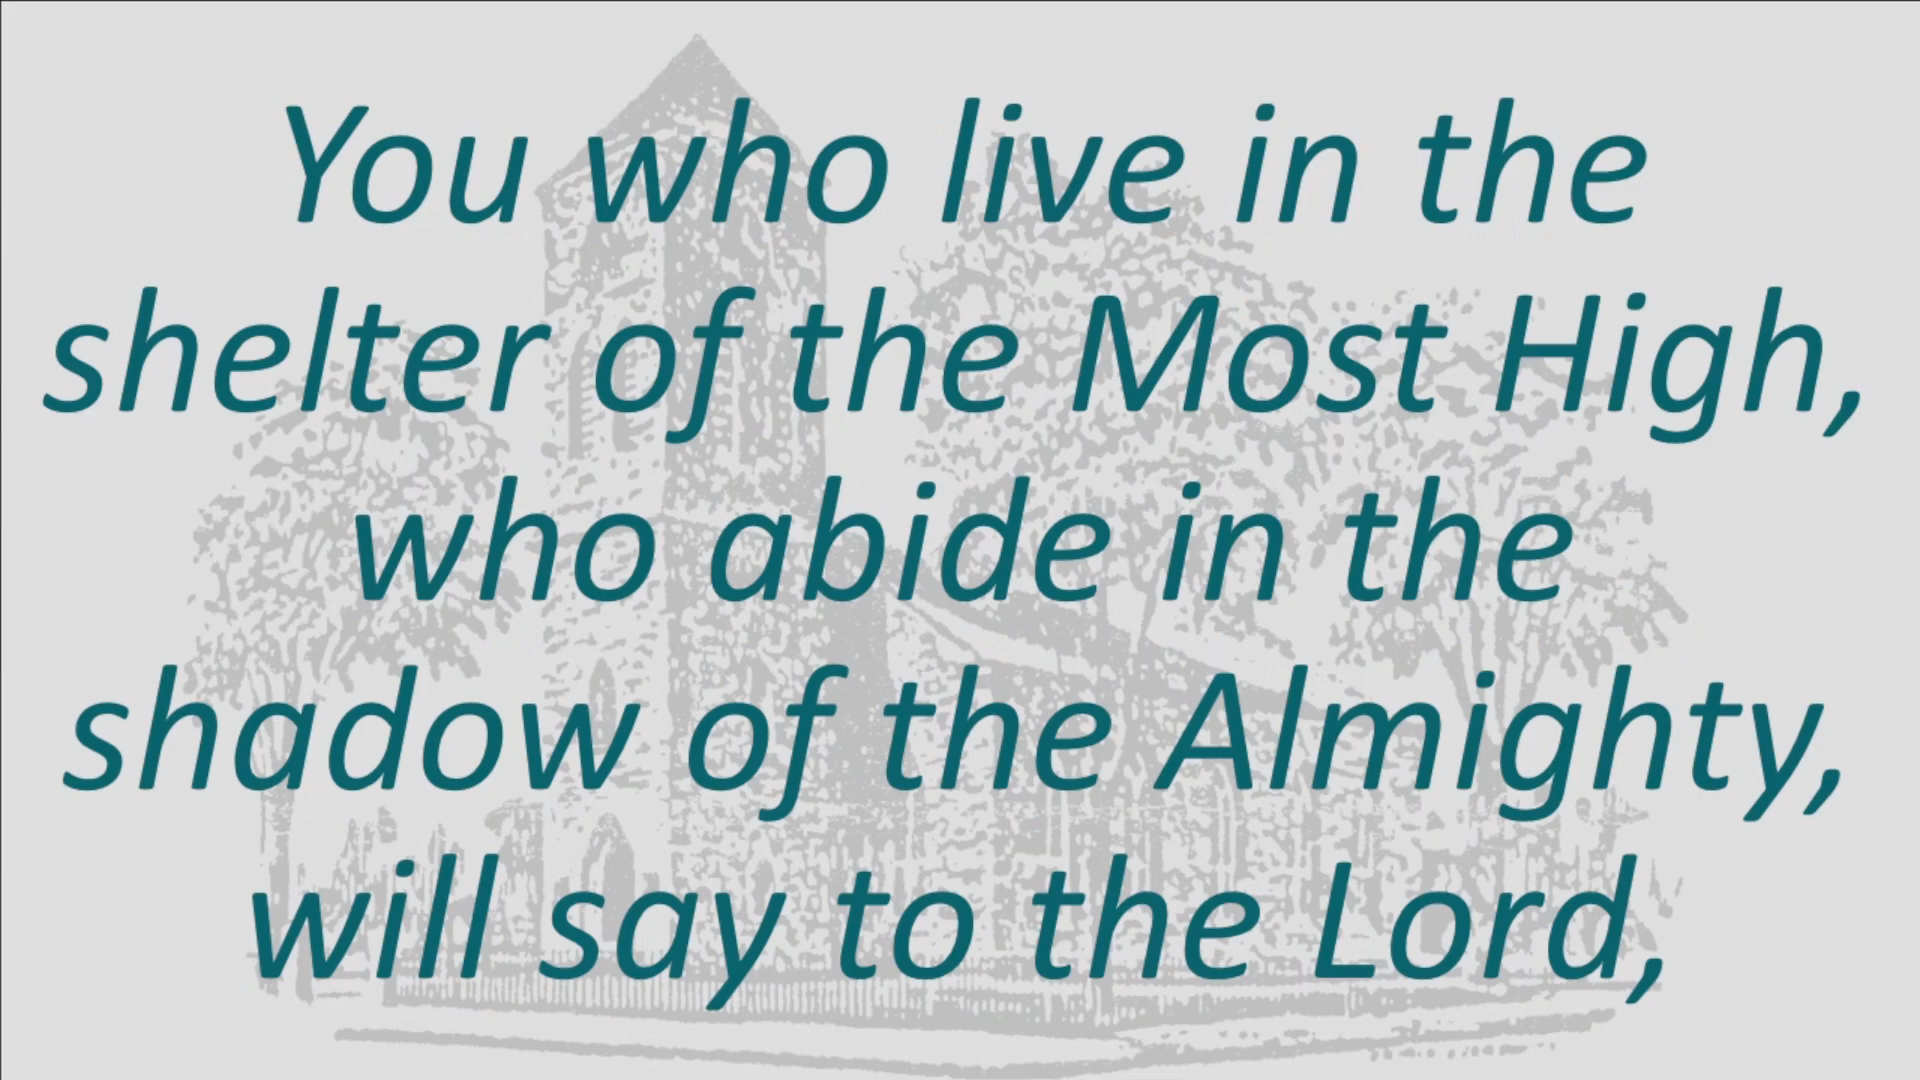 You who live in the
shelter of the Most High,
who abide in the
shadow of the Almighty,
will say to the Lord,